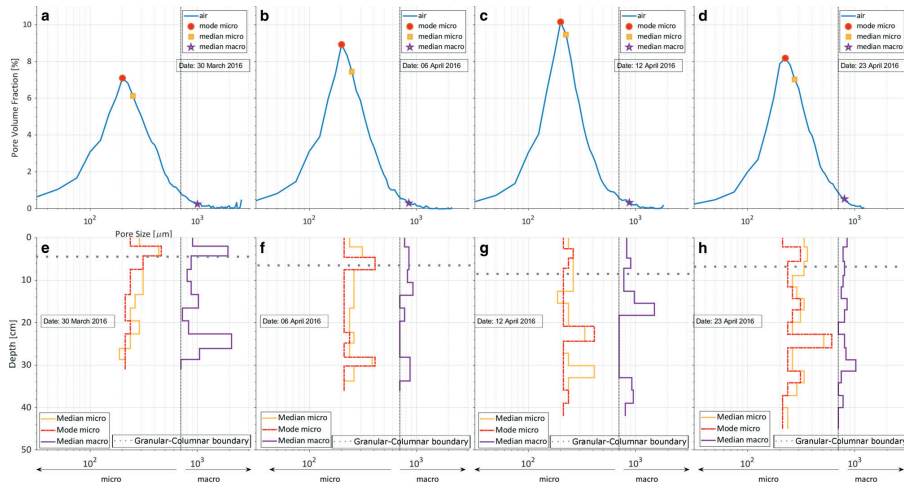 a
b
c
d
air
mode micro
median micro
median macro
Date: 30 March 2016
air
mode micro
median micro
median macro
Date: 06 April 2016
air
mode micro
median micro
median macro
Date: 12 April 2016
air
mode micro
median micro
median macro
Date: 23 April 2016
Pore Volume Fraction [%]
10
8
6
4
2
0
10² 10³ 10² 10³ 10² 10³ 10² 10³
Pore Size [μm]
e
f
g
h
Depth [cm]
0
10
20
30
40
50
Date: 30 March 2016
Date: 06 April 2016
Date: 12 April 2016
Date: 23 April 2016
Median micro
Mode micro
Median macro
Granular-Columnar boundary
Median micro
Mode micro
Median macro
Granular-Columnar boundary
Median micro
Mode micro
Median macro
Granular-Columnar boundary
Median micro
Mode micro
Median macro
Granular-Columnar boundary
10² 10³ 10² 10³ 10² 10³ 10² 10³
micro macro micro macro micro macro micro macro